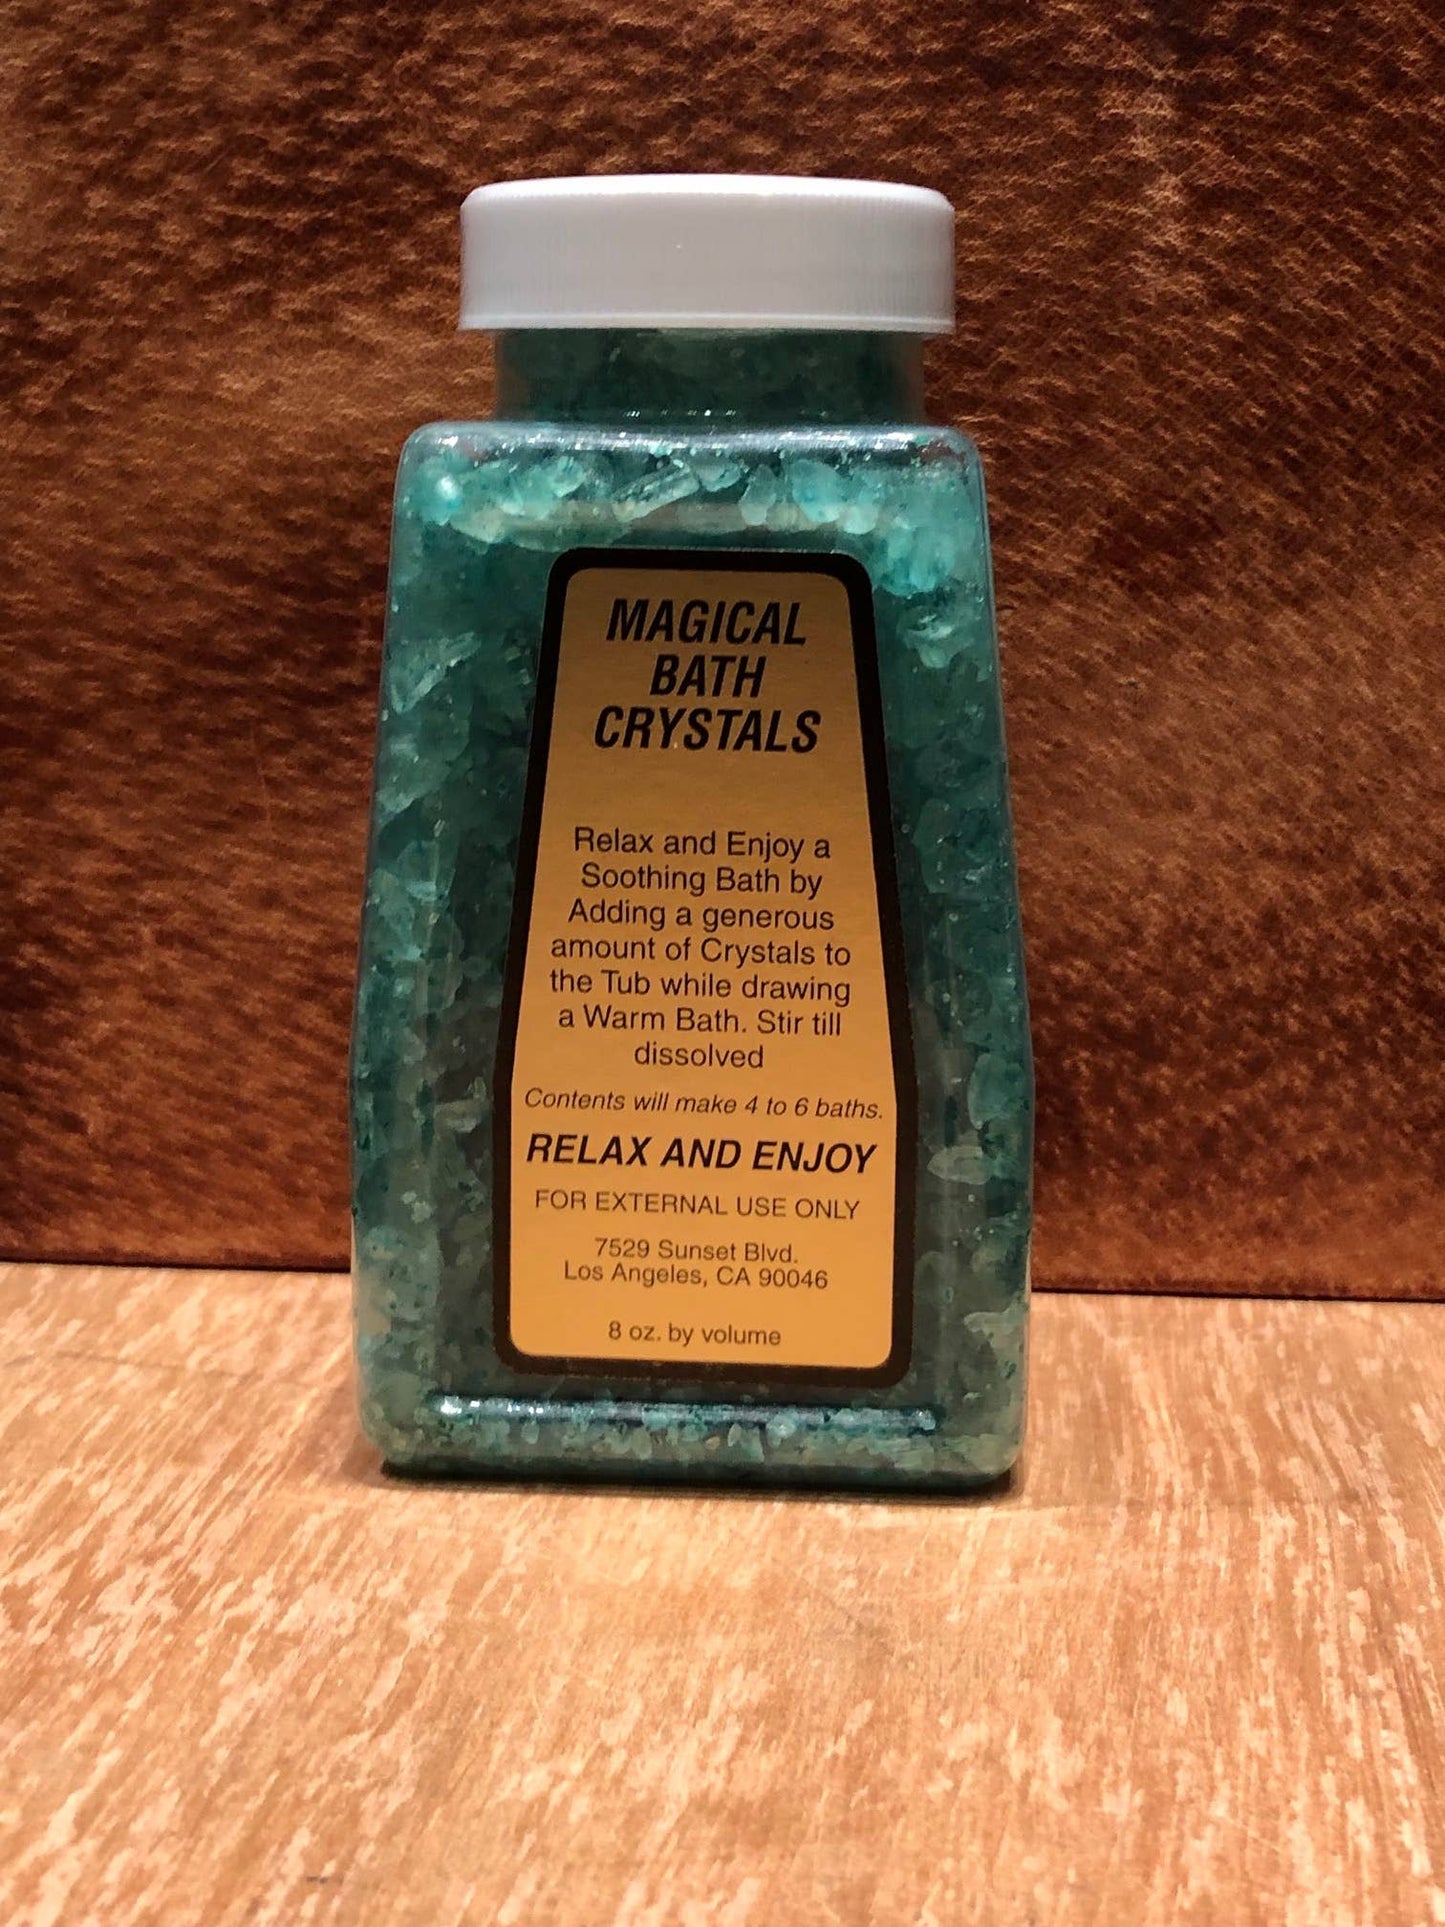 MAGICAL
BATH
CRYSTALS
Relax and Enjoy a
Soothing Bath by
Adding a generous
amount of Crystals to
the Tub while drawing
a Warm Bath. Stir till
dissolved
Contents will make 4 to 6 baths.
RELAX AND ENJOY
FOR EXTERNAL USE ONLY
7529 Sunset Blvd.
Los Angeles, CA 90046
8 oz. by volume